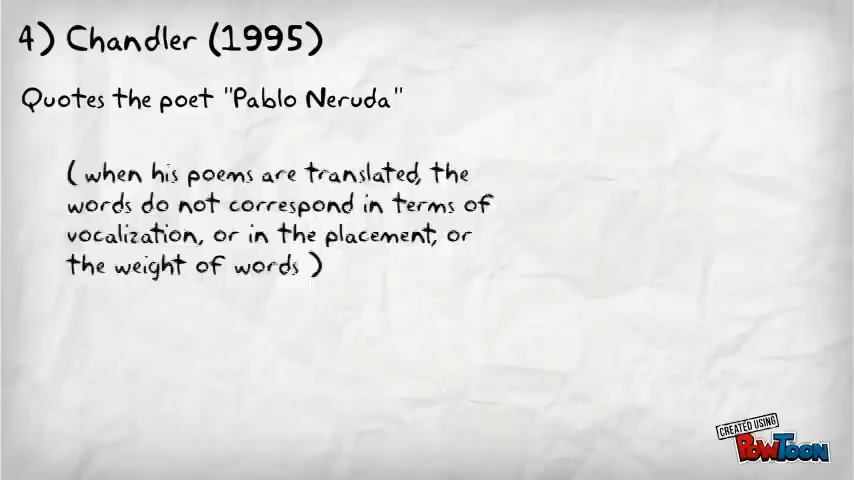 4) Chandler (1995)
Quotes the poet "Pablo Neruda"
( when his poems are translated, the
words do not correspond in terms of
vocalization, or in the placement, or
the weight of words )
CREATED USING
POWTOON